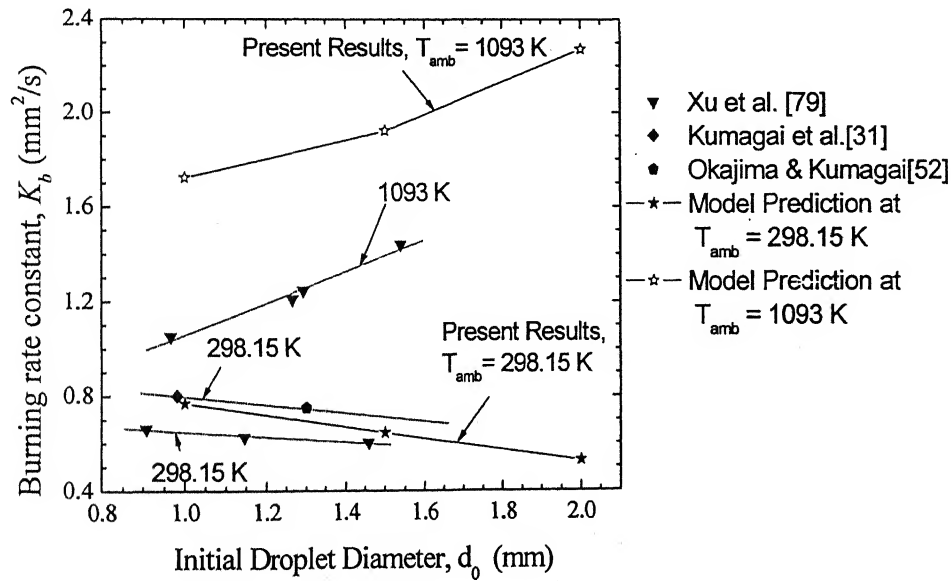 2.4
2.0
1.6
1.2
0.8
0.4
Burning rate constant, K_b (mm²/s)
Present Results, T_amb = 1093 K
1093 K
298.15 K
Present Results,
T_amb = 298.15 K
298.15 K
0.8 1.0 1.2 1.4 1.6 1.8 2.0
Initial Droplet Diameter, d_0 (mm)
Xu et al. [79]
Kumagai et al.[31]
Okajima & Kumagai[52]
Model Prediction at
T_amb = 298.15 K
Model Prediction at
T_amb = 1093 K